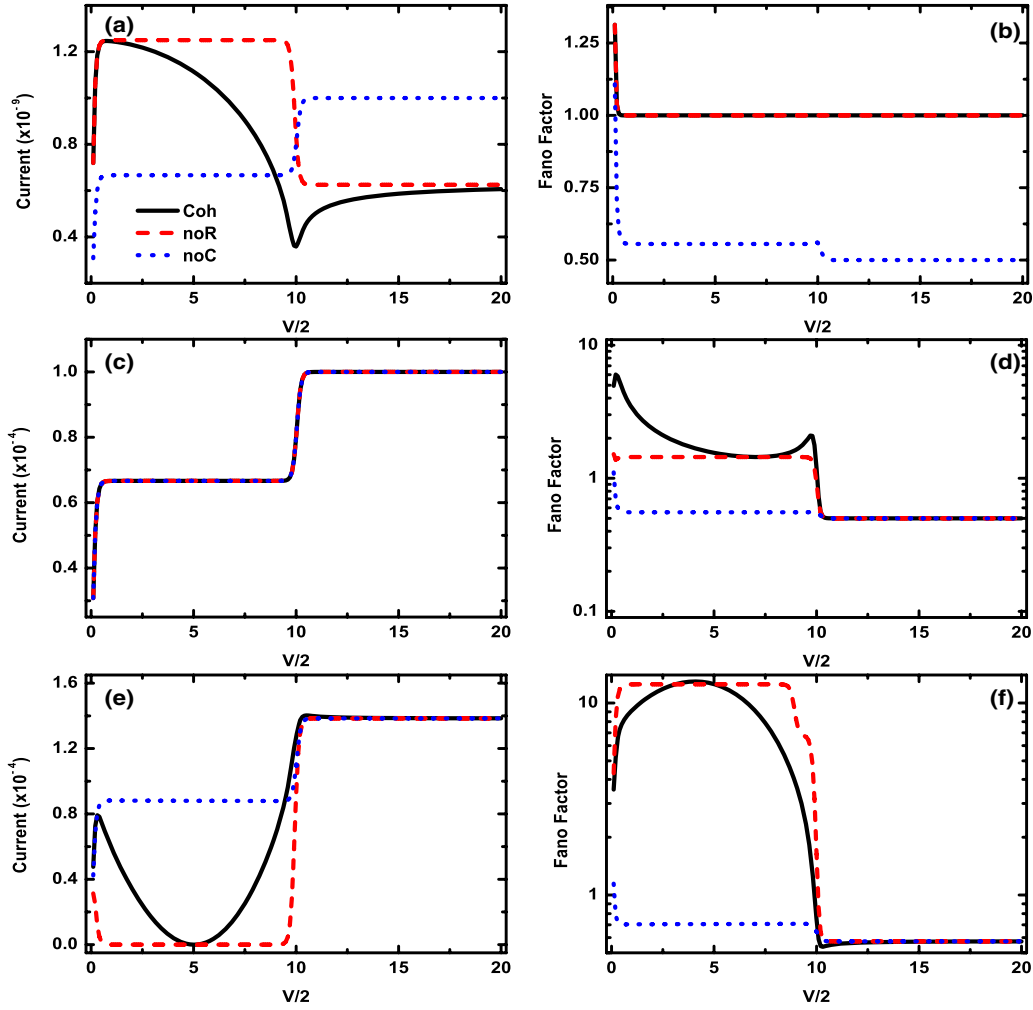 (a)
Current (x10⁻⁹)
1.2
0.8
0.4
Coh
noR
noC
0 5 10 15 20
V/2
(b)
Fano Factor
1.25
1.00
0.75
0.50
0 5 10 15 20
V/2
(c)
Current (x10⁻⁴)
1.0
0.8
0.6
0.4
0 5 10 15 20
V/2
(d)
Fano Factor
10
1
0.1
0 5 10 15 20
V/2
(e)
Current (x10⁻⁴)
1.6
1.2
0.8
0.4
0.0
0 5 10 15 20
V/2
(f)
Fano Factor
10
1
0 5 10 15 20
V/2